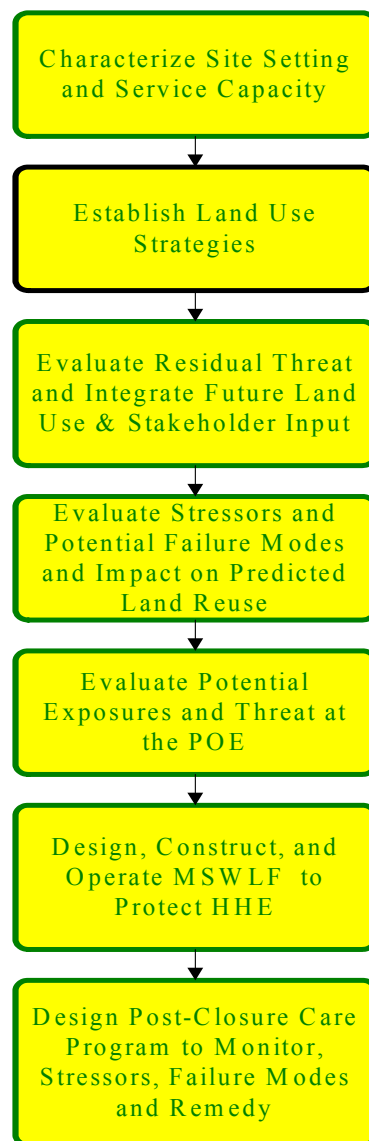 Characterize Site Setting
and Service Capacity
Establish Land Use
Strategies
Evaluate Residual Threat
and Integrate Future Land
Use & Stakeholder Input
Evaluate Stressors and
Potential Failure Modes
and Impact on Predicted
Land Reuse
Evaluate Potential
Exposures and Threat at
the POE
Design, Construct, and
Operate MSWLF to
Protect HHE
Design Post-Closure Care
Program to Monitor,
Stressors, Failure Modes
and Remedy